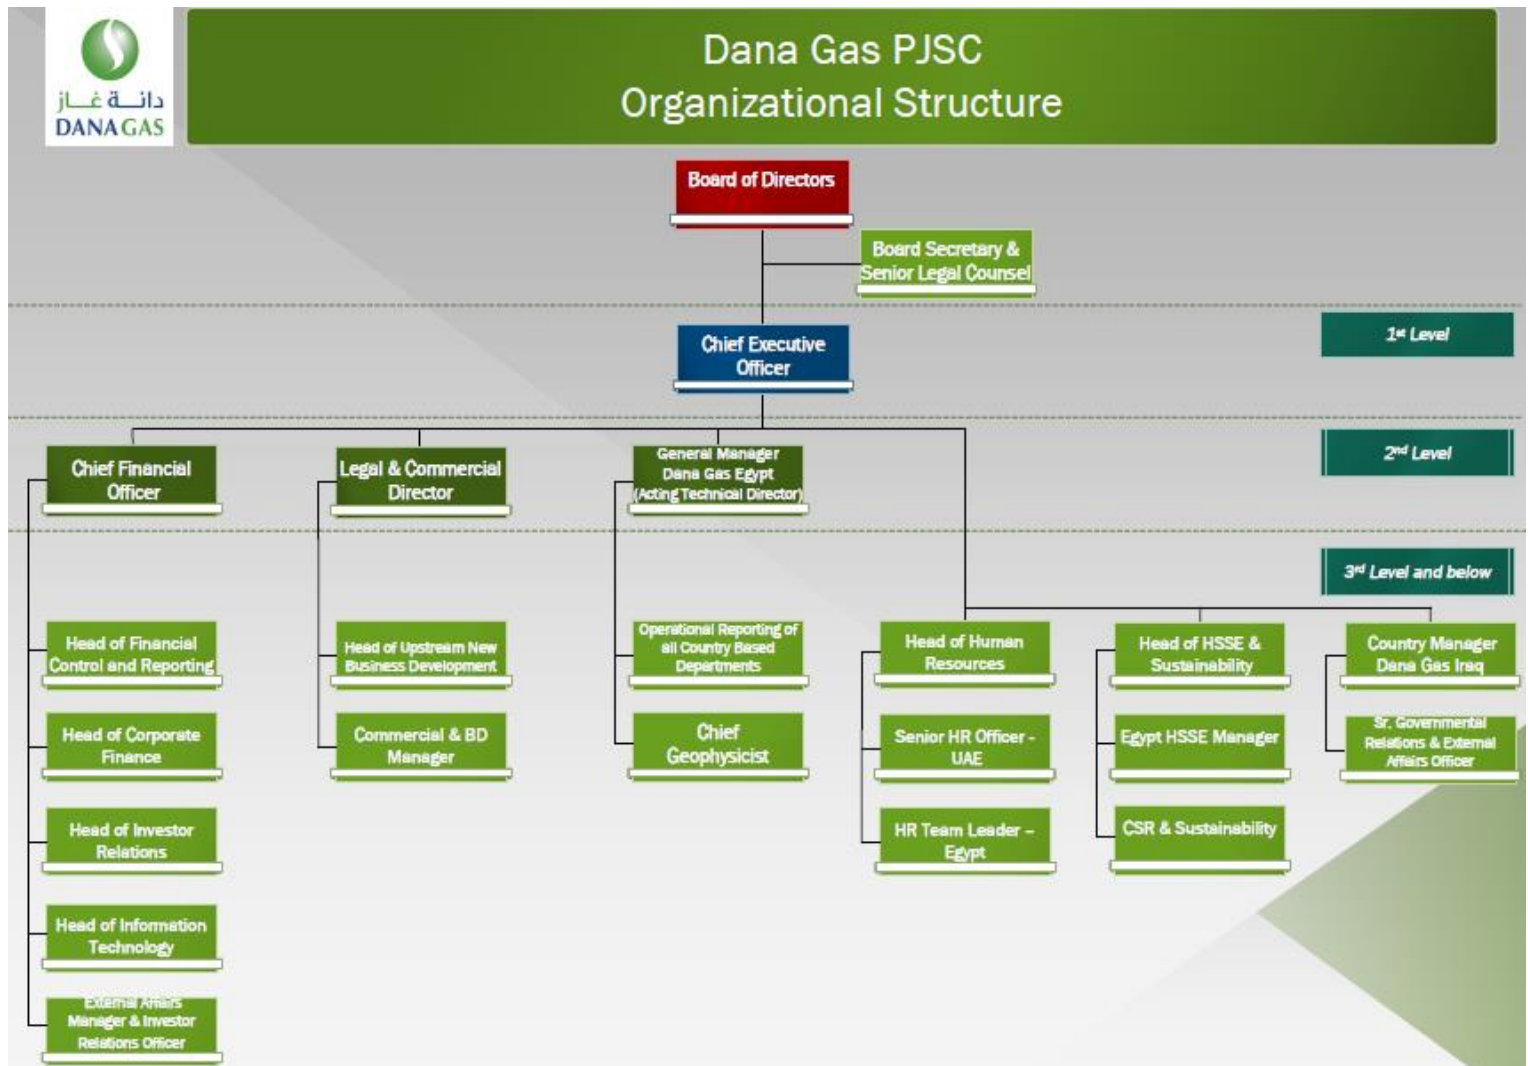 دانــة غــاز
DANA GAS
Dana Gas PJSC
Organizational Structure
Board of Directors
Board Secretary &
Senior Legal Counsel
1st Level
Chief Executive
Officer
2nd Level
Chief Financial
Officer
Legal & Commercial
Director
General Manager
Dana Gas Egypt
(Acting Technical Director)
3rd Level and below
Head of Financial
Control and Reporting
Head of Corporate
Finance
Head of Investor
Relations
Head of Information
Technology
External Affairs
Manager & Investor
Relations Officer
Head of Upstream New
Business Development
Commercial & BD
Manager
Operational Reporting of
all Country Based
Departments
Chief
Geophysicist
Head of Human
Resources
Senior HR Officer -
UAE
HR Team Leader –
Egypt
Head of HSSE &
Sustainability
Egypt HSSE Manager
CSR & Sustainability
Country Manager
Dana Gas Iraq
Sr. Governmental
Relations & External
Affairs Officer